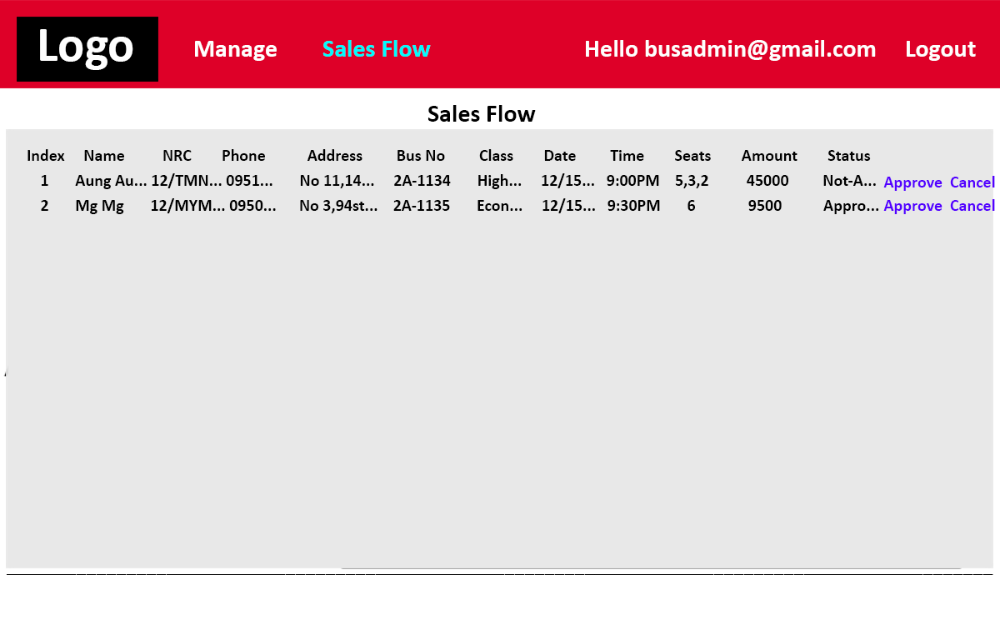 Logo Manage Sales Flow Hello busadmin@gmail.com Logout
Sales Flow
Index Name NRC Phone Address Bus No Class Date Time Seats Amount Status
1 Aung Au... 12/TMN... 0951... No 11,14... 2A-1134 High... 12/15... 9:00PM 5,3,2 45000 Not-A... Approve Cancel
2 Mg Mg 12/MYM... 0950... No 3,94st... 2A-1135 Econ... 12/15... 9:30PM 6 9500 Appro... Approve Cancel